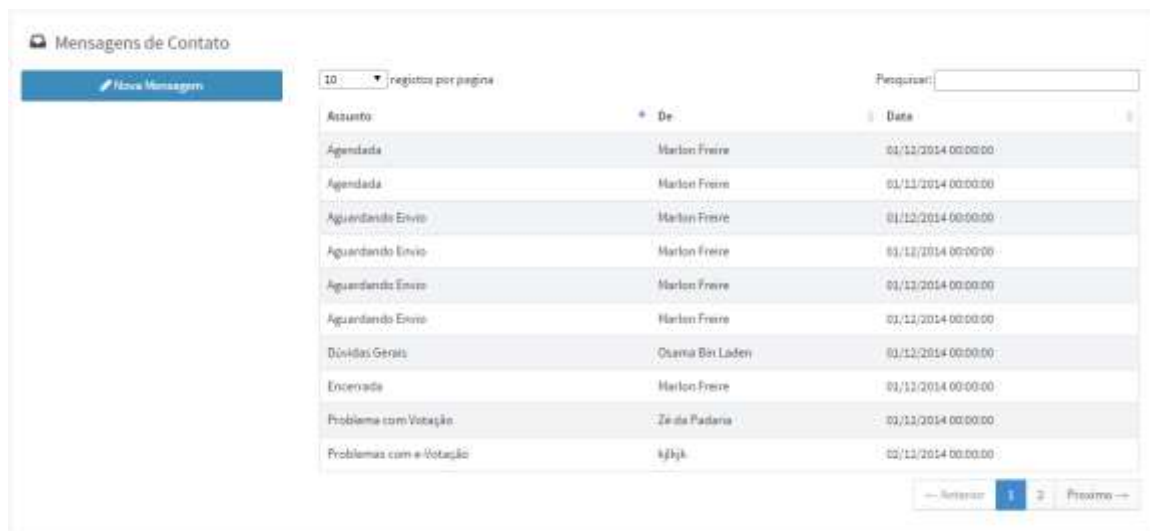 Mensagens de Contato
Nova Mensagem
10 registos por pagina
Pesquisar:
Assunto De Data
Agendada Marlon Freire 01/12/2014 00:00:00
Agendada Marlon Freire 01/12/2014 00:00:00
Aguardando Envio Marlon Freire 01/12/2014 00:00:00
Aguardando Envio Marlon Freire 01/12/2014 00:00:00
Aguardando Envio Marlon Freire 01/12/2014 00:00:00
Aguardando Envio Marlon Freire 01/12/2014 00:00:00
Dúvidas Gerais Osama Bin Laden 01/12/2014 00:00:00
Encerrada Marlon Freire 01/12/2014 00:00:00
Problema com Votação Zé da Padaria 01/12/2014 00:00:00
Problemas com e-Votação 02/12/2014 00:00:00
← Anterior 1 2 Proximo →